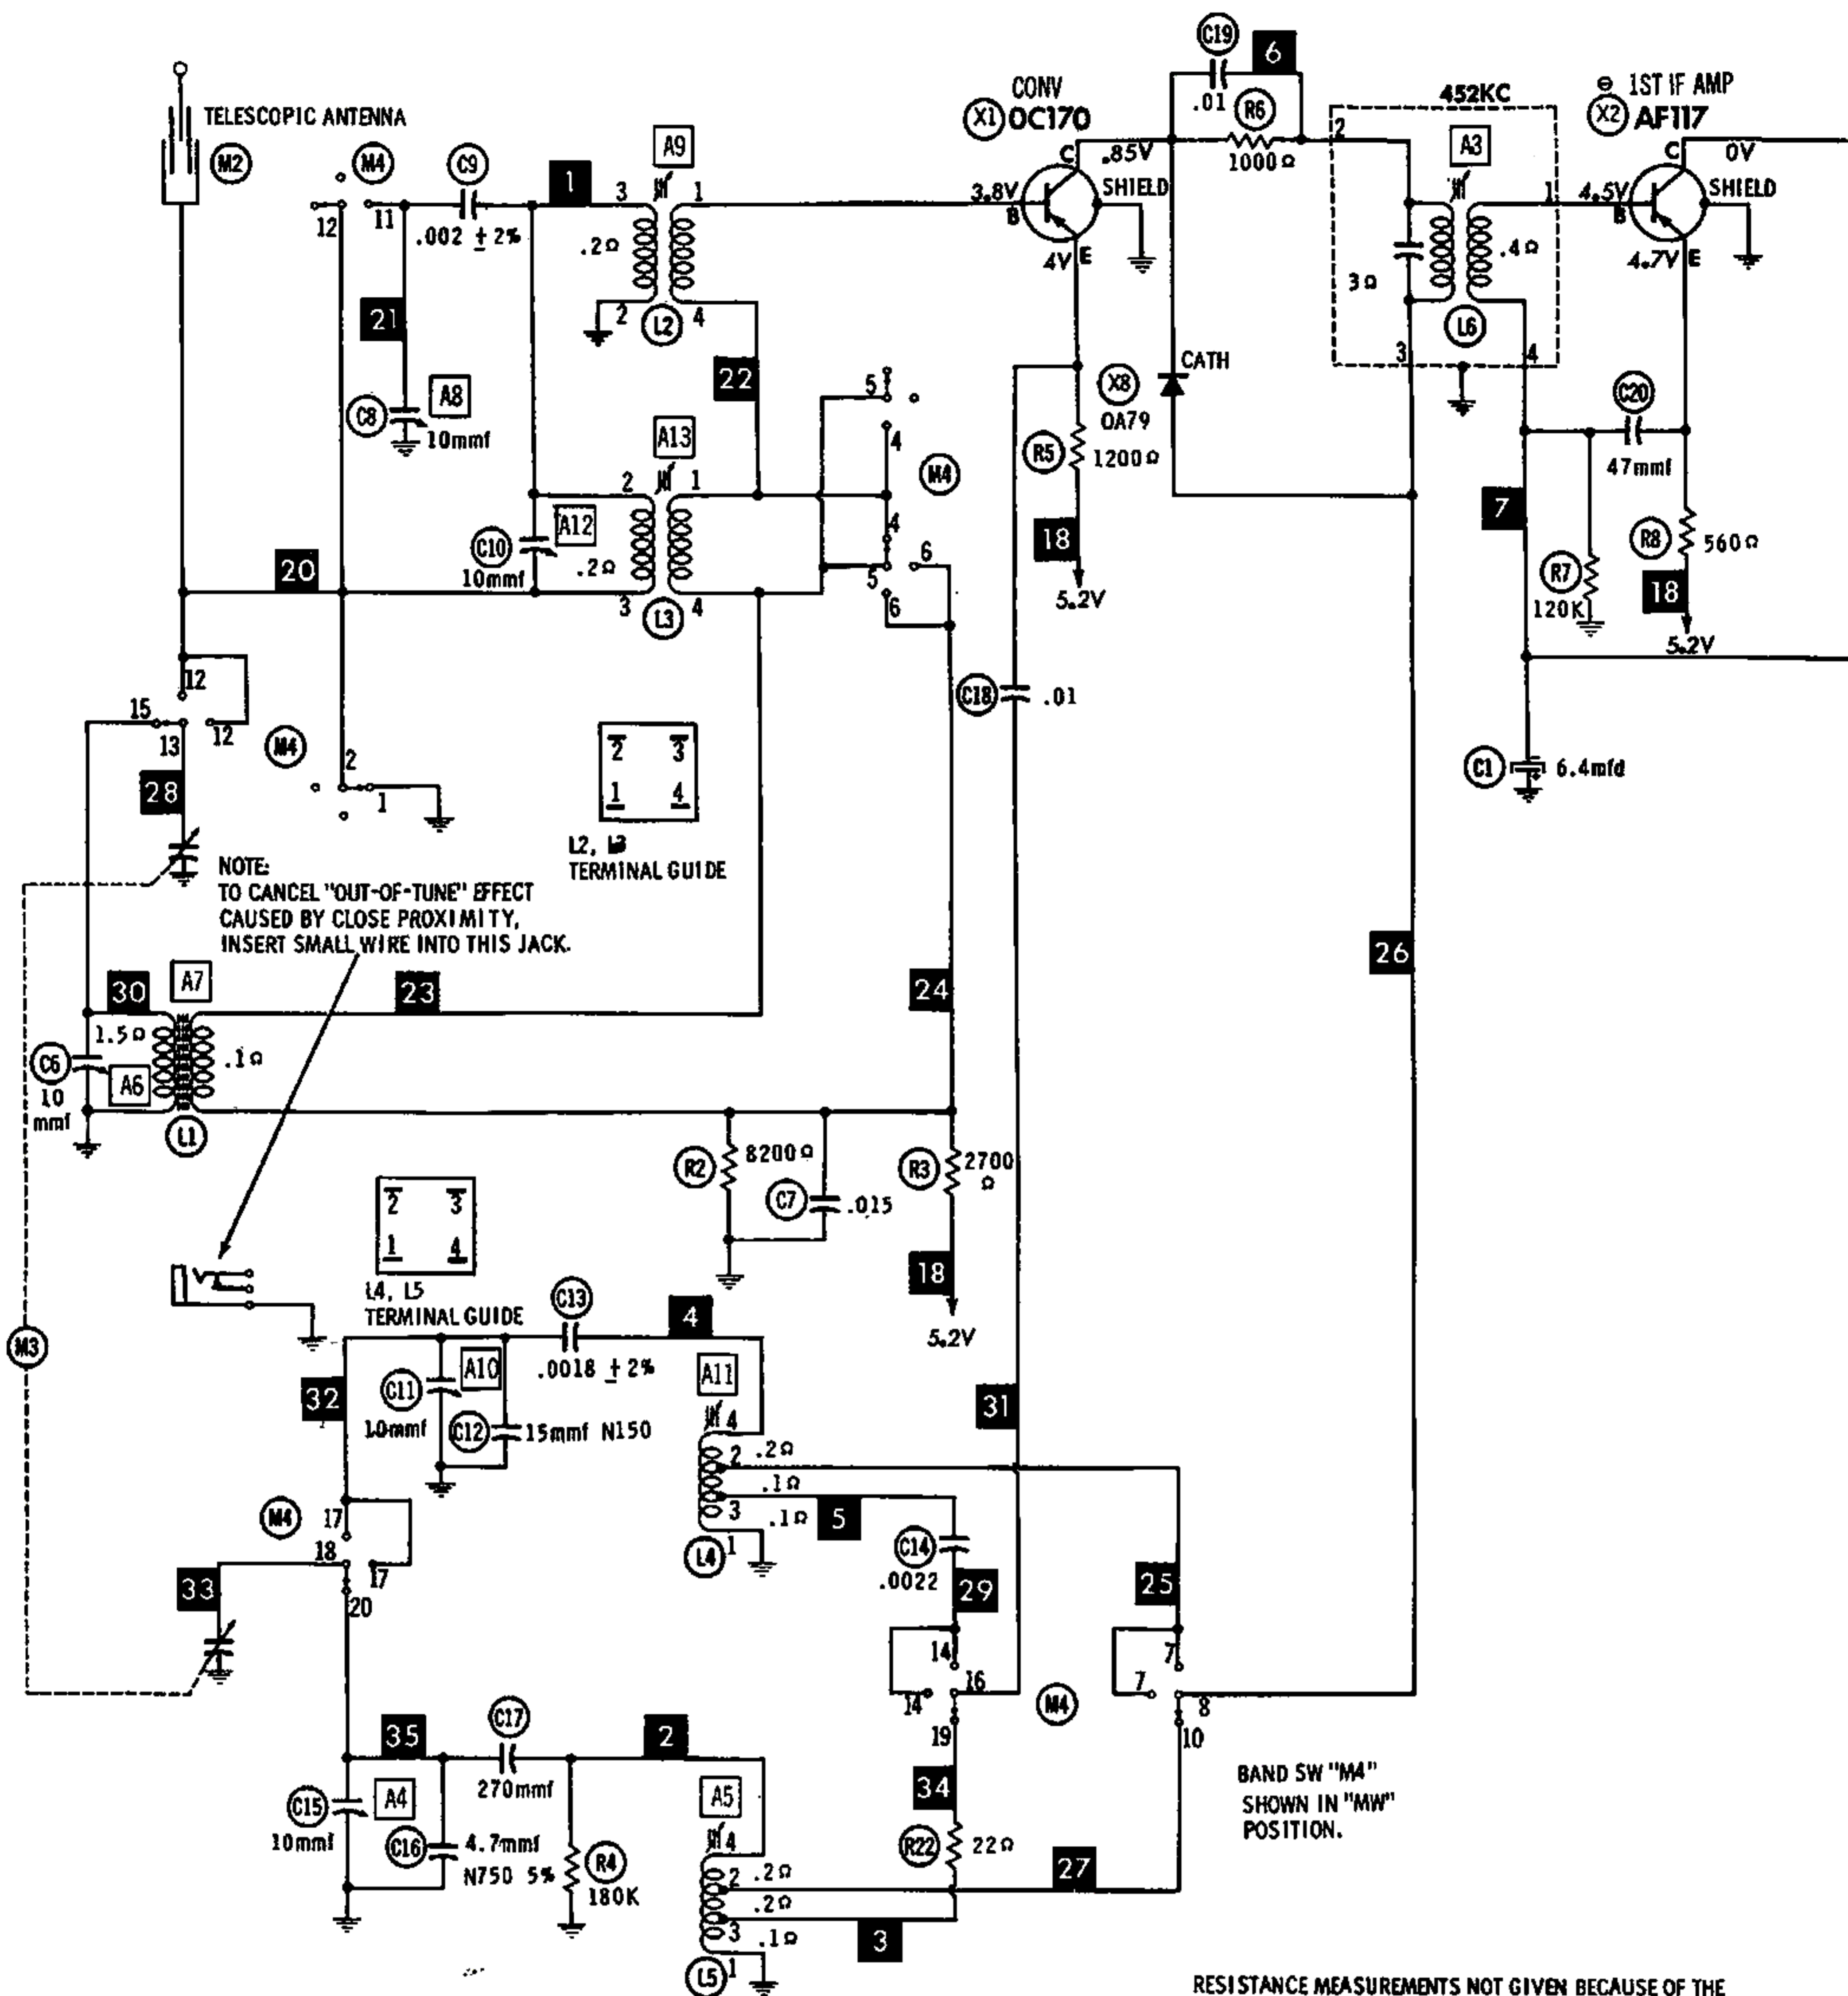 C19
6
.01
R6
1000Ω
CONV
X1 OC170
C
.85V
SHIELD
3.8V
B
4V E
452KC
2
A3
1
3Ω
.4Ω
L6
3
4
⊖ 1ST IF AMP
X2 AF117
C
0V
SHIELD
4.5V
B
4.7V E
TELESCOPIC ANTENNA
M2
M4
12
11
C9
.002 ± 2%
1
A9
3
1
.2Ω
2
4
L2
21
C8
A8
10mmf
22
A13
2
1
A12
C10
10mmf
.2Ω
3
4
L3
20
5
4
M4
4
5
6
6
X8
OA79
CATH
R5
1200Ω
18
5.2V
C20
47mmf
7
R8
560Ω
R7
120K
18
5.2V
C18
.01
C1
6.4mfd
12
15
13
12
M4
2
1
28
2 3
1 4
L2, L3
TERMINAL GUIDE
NOTE:
TO CANCEL "OUT-OF-TUNE" EFFECT
CAUSED BY CLOSE PROXIMITY,
INSERT SMALL WIRE INTO THIS JACK.
30
A7
23
24
26
1.5Ω
C6
10
mmf
A6
.1Ω
L1
R2
8200Ω
C7
.015
R3
2700
Ω
18
5.2V
2 3
1 4
L4, L5
TERMINAL GUIDE
M3
C13
.0018 ± 2%
4
32
C11
10mmf
A10
C12
15mmf N150
A11
4
2
.2Ω
.1Ω
3
.1Ω
1
L4
5
31
C14
.0022
29
25
M4
17
18
17
20
33
14
16
14
19
M4
7
7
8
10
35
C17
270mmf
2
C15
10mmf
A4
C16
4.7mmf
N750 5%
R4
180K
A5
4
2
.2Ω
.2Ω
3
.1Ω
1
L5
34
R22
22Ω
27
3
BAND SW "M4"
SHOWN IN "MW"
POSITION.
RESISTANCE MEASUREMENTS NOT GIVEN BECAUSE OF THE